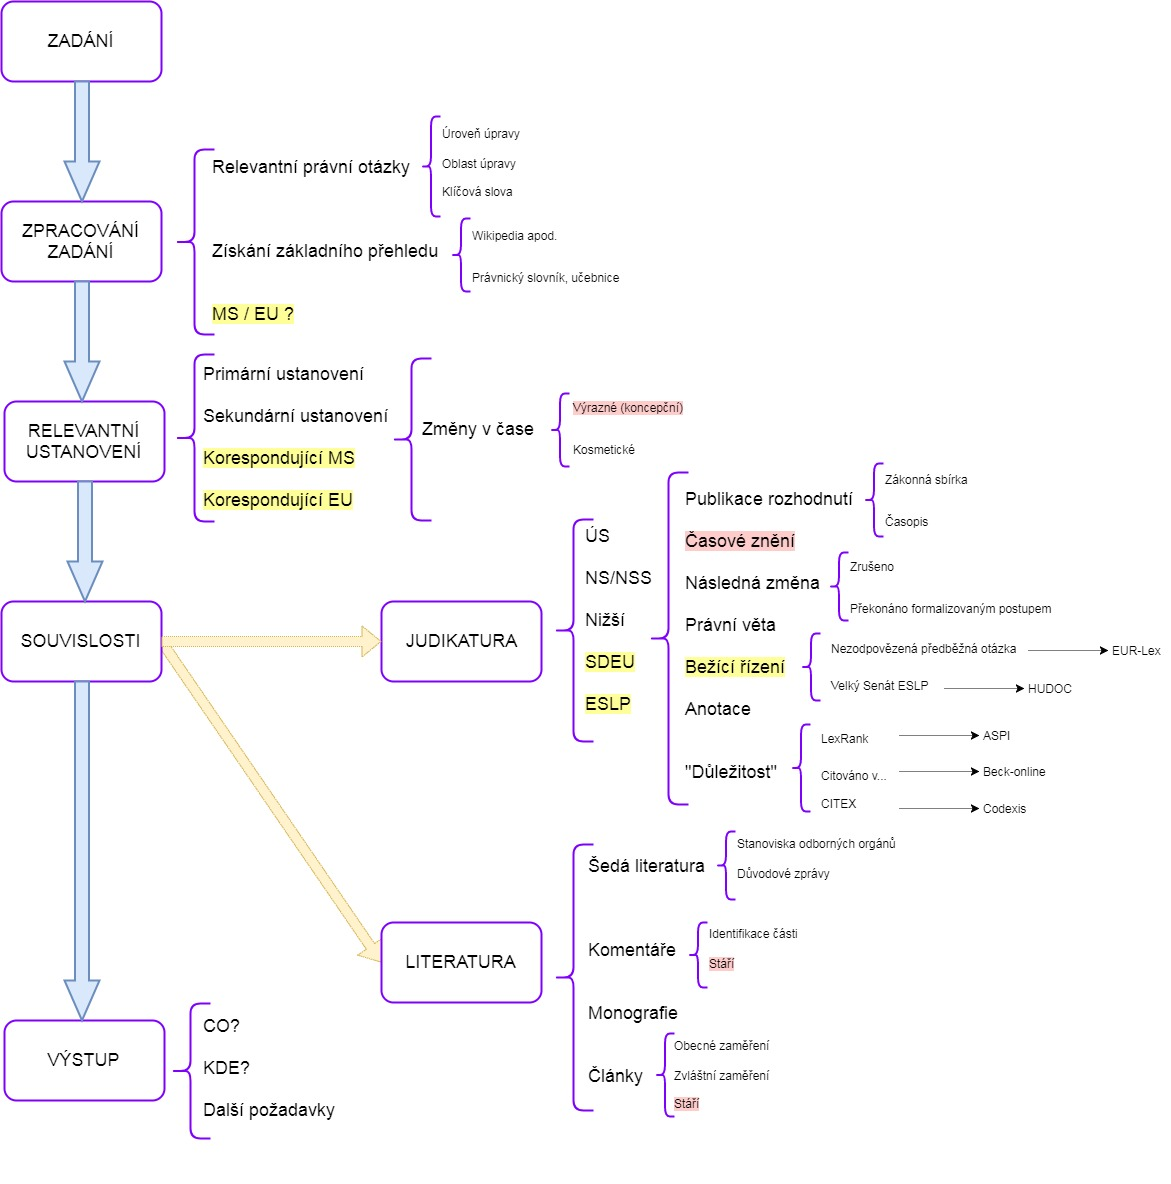 ZADÁNÍ
ZPRACOVÁNÍ
ZADÁNÍ
Relevantní právní otázky
Úroveň úpravy
Oblast úpravy
Klíčová slova
Získání základního přehledu
Wikipedia apod.
Právnický slovník, učebnice
MS / EU ?
RELEVANTNÍ
USTANOVENÍ
Primární ustanovení
Sekundární ustanovení
Korespondující MS
Korespondující EU
Změny v čase
Výrazné (koncepční)
Kosmetické
SOUVISLOSTI
JUDIKATURA
ÚS
NS/NSS
Nižší
SDEU
ESLP
Publikace rozhodnutí
Zákonná sbírka
Časopis
Časové znění
Následná změna
Zrušeno
Překonáno formalizovaným postupem
Právní věta
Bežící řízení
Nezodpovězená předběžná otázka
EUR-Lex
Velký Senát ESLP
HUDOC
Anotace
"Důležitost"
LexRank
ASPI
Citováno v...
Beck-online
CITEX
Codexis
LITERATURA
Šedá literatura
Stanoviska odborných orgánů
Důvodové zprávy
Komentáře
Identifikace části
Stáří
Monografie
Články
Obecné zaměření
Zvláštní zaměření
Stáří
VÝSTUP
CO?
KDE?
Další požadavky